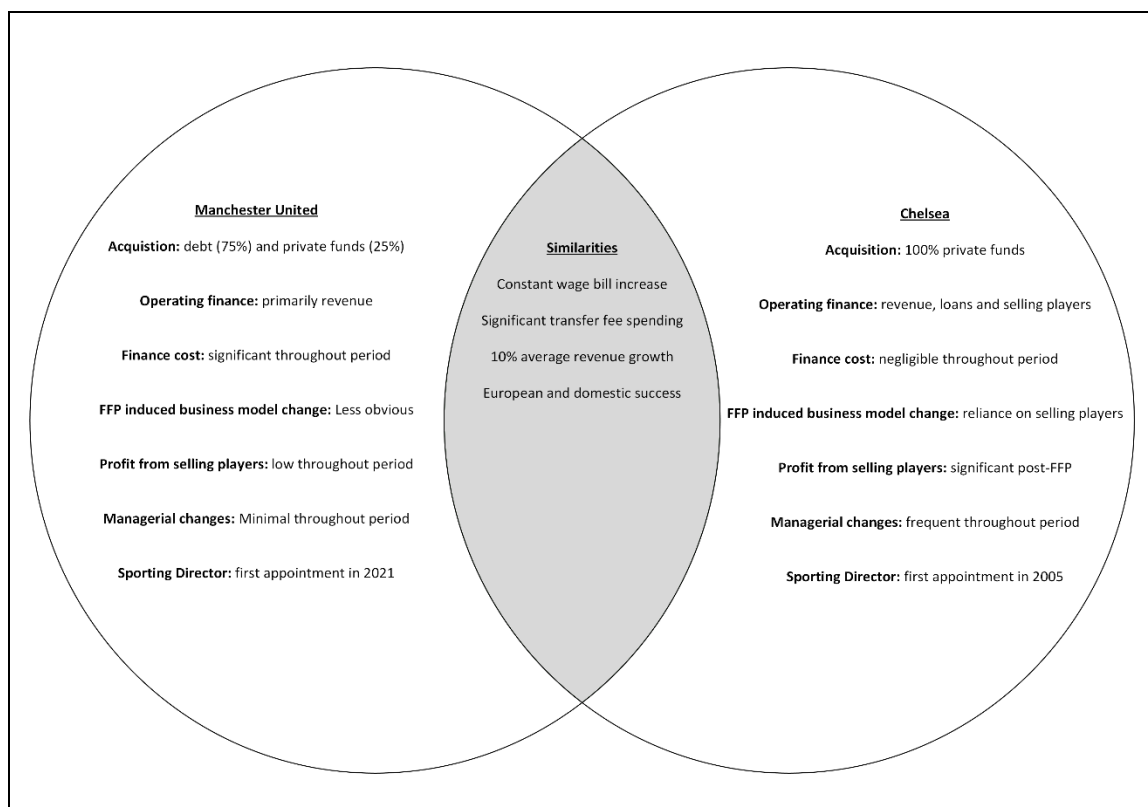 Manchester United
Acquistion: debt (75%) and private funds (25%)
Operating finance: primarily revenue
Finance cost: significant throughout period
FFP induced business model change: Less obvious
Profit from selling players: low throughout period
Managerial changes: Minimal throughout period
Sporting Director: first appointment in 2021
Similarities
Constant wage bill increase
Significant transfer fee spending
10% average revenue growth
European and domestic success
Chelsea
Acquisition: 100% private funds
Operating finance: revenue, loans and selling players
Finance cost: negligible throughout period
FFP induced business model change: reliance on selling players
Profit from selling players: significant post-FFP
Managerial changes: frequent throughout period
Sporting Director: first appointment in 2005